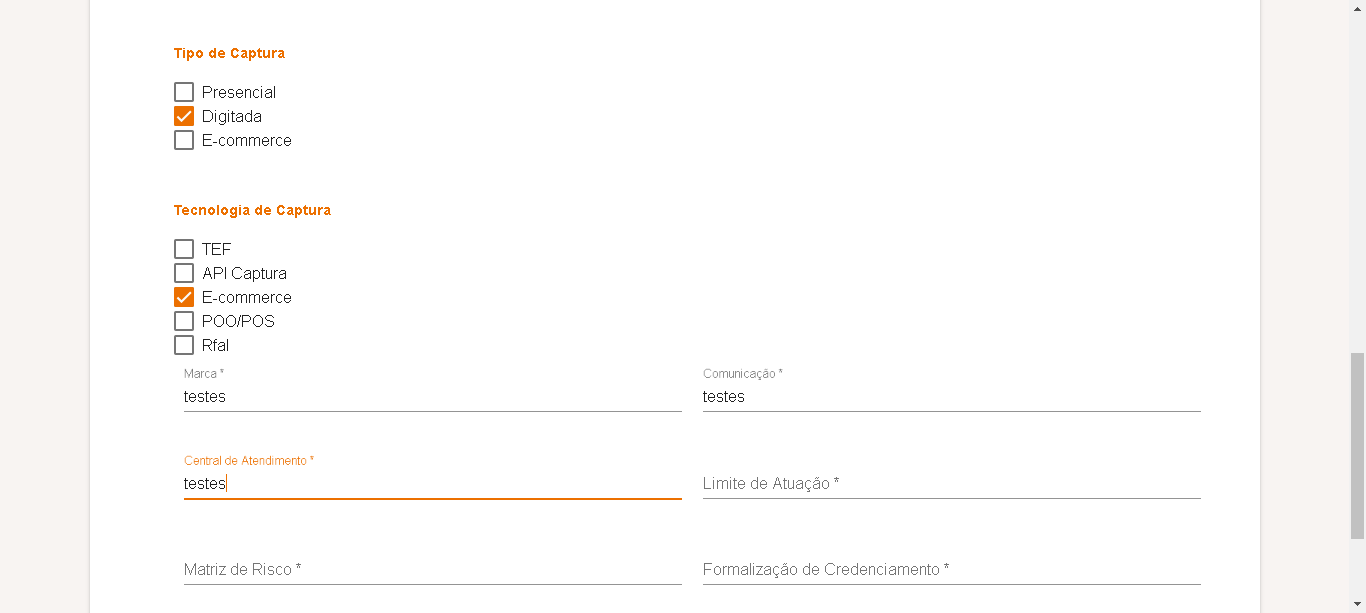 Tipo de Captura
Presencial
Digitada
E-commerce
Tecnologia de Captura
TEF
API Captura
E-commerce
POO/POS
Rfal
Marca *
testes
Comunicação *
testes
Central de Atendimento *
testes
Limite de Atuação *
Matriz de Risco *
Formalização de Credenciamento *